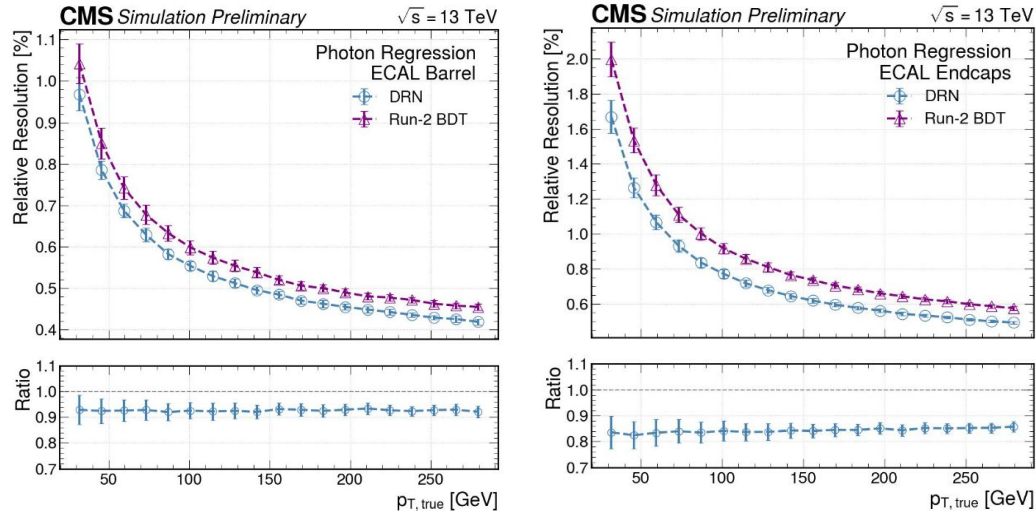 CMS Simulation Preliminary √s = 13 TeV
Relative Resolution [%]
1.1
1.0
0.9
0.8
0.7
0.6
0.5
0.4
Photon Regression
ECAL Barrel
DRN
Run-2 BDT
Ratio
1.1
1.0
0.9
0.8
0.7
50 100 150 200 250
pT, true [GeV]
CMS Simulation Preliminary √s = 13 TeV
Relative Resolution [%]
2.0
1.8
1.6
1.4
1.2
1.0
0.8
0.6
Photon Regression
ECAL Endcaps
DRN
Run-2 BDT
Ratio
1.1
1.0
0.9
0.8
0.7
50 100 150 200 250
pT, true [GeV]